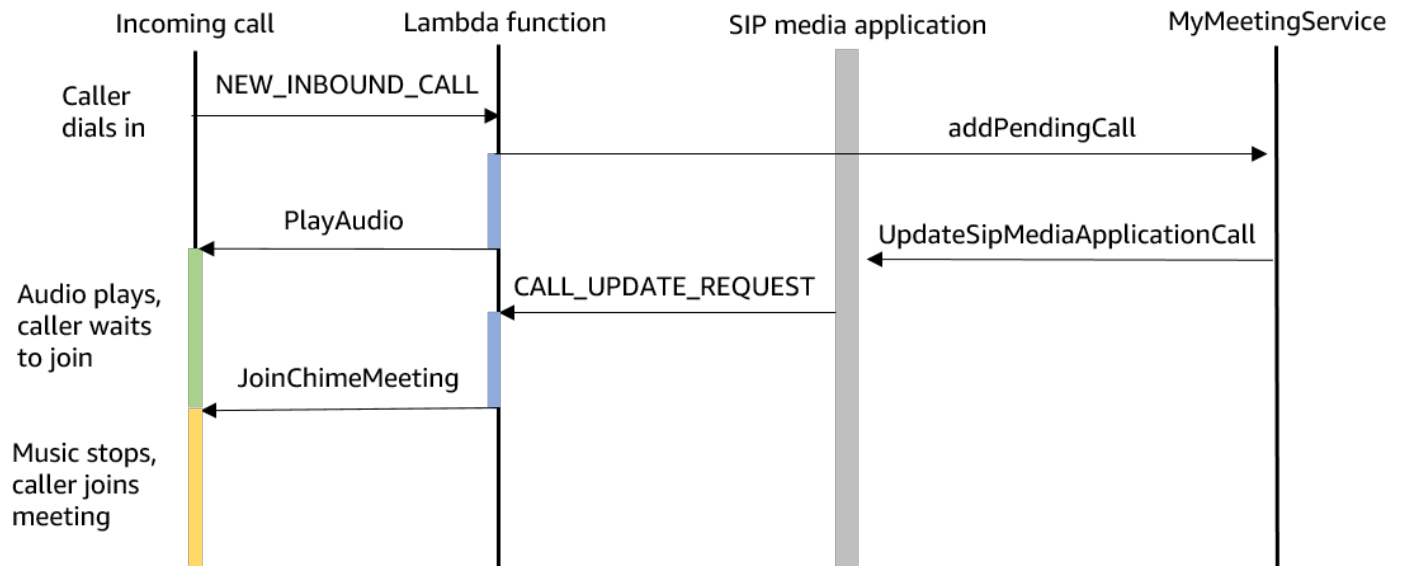 Incoming call
Lambda function
SIP media application
MyMeetingService
Caller
dials in
NEW_INBOUND_CALL
addPendingCall
PlayAudio
UpdateSipMediaApplicationCall
Audio plays,
caller waits
to join
CALL_UPDATE_REQUEST
JoinChimeMeeting
Music stops,
caller joins
meeting